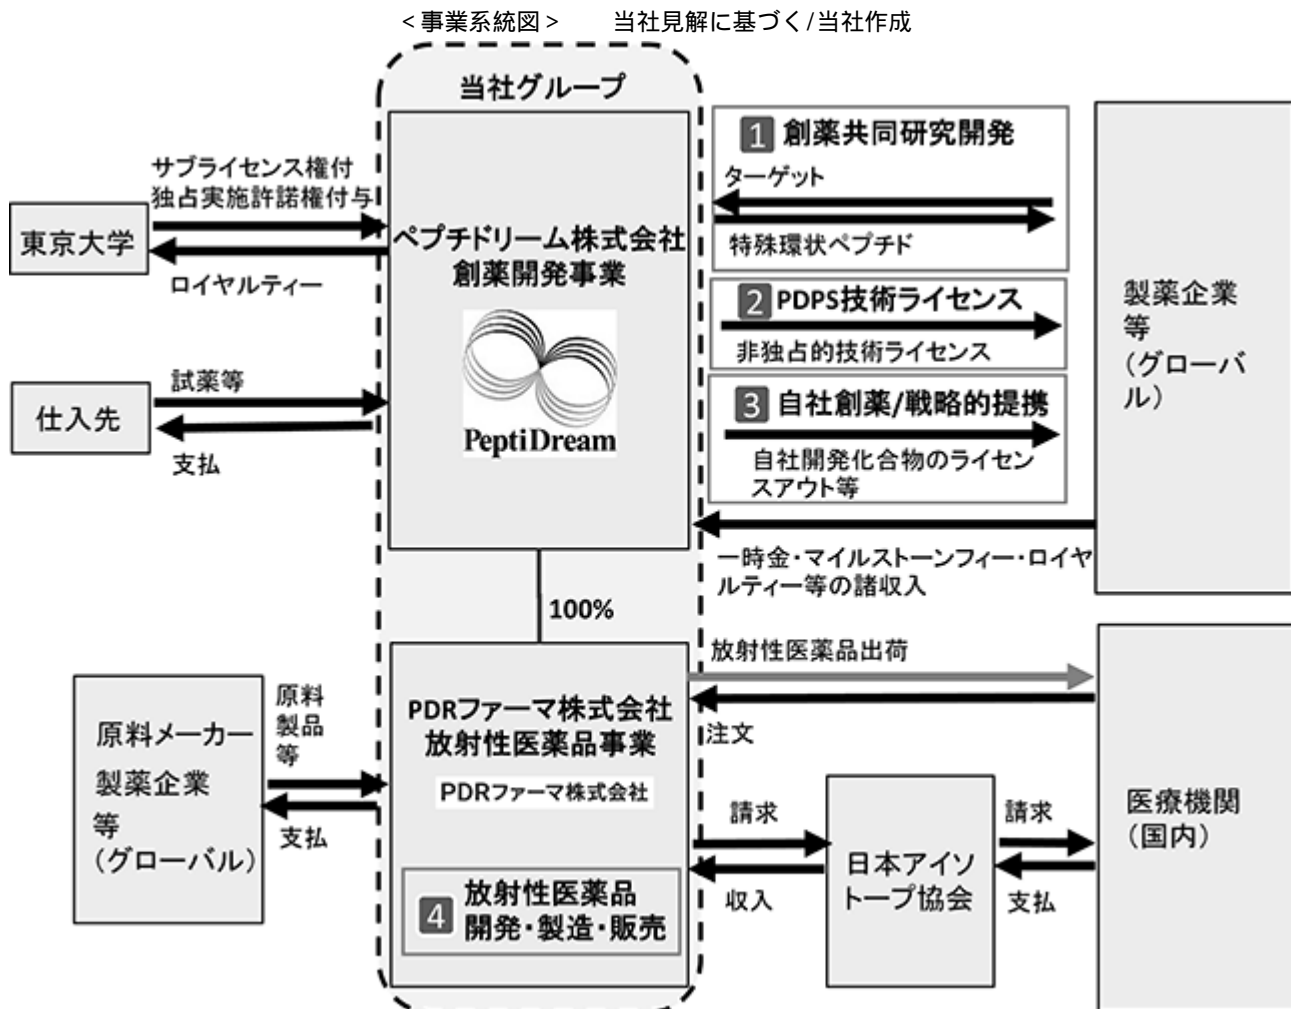 ＜事業系統図＞　当社見解に基づく/当社作成
当社グループ
サブライセンス権付
独占実施許諾権付与
東京大学
ロイヤルティー
試薬等
仕入先
支払
ペプチドリーム株式会社
創薬開発事業
PeptiDream
1 創薬共同研究開発
ターゲット
特殊環状ペプチド
2 PDPS技術ライセンス
非独占的技術ライセンス
3 自社創薬/戦略的提携
自社開発化合物のライセン
スアウト等
製薬企業
等
（グローバ
ル）
一時金・マイルストーンフィー・ロイヤ
ルティー等の諸収入
100%
原料メーカー
製薬企業
等
（グローバル）
原料
製品
等
支払
PDRファーマ株式会社
放射性医薬品事業
PDRファーマ株式会社
4 放射性医薬品
開発・製造・販売
放射性医薬品出荷
注文
請求
収入
日本アイソ
トープ協会
請求
支払
医療機関
（国内）